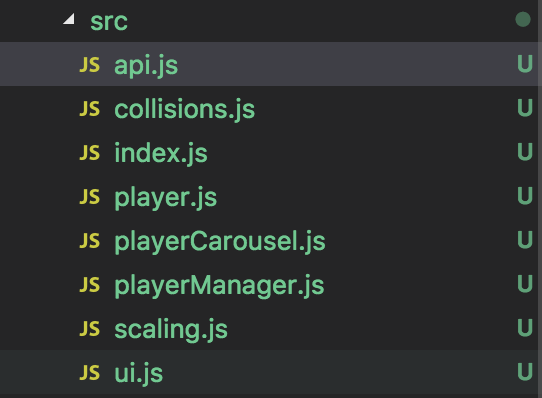 src
JS api.js U
JS collisions.js U
JS index.js U
JS player.js U
JS playerCarousel.js U
JS playerManager.js U
JS scaling.js U
JS ui.js U